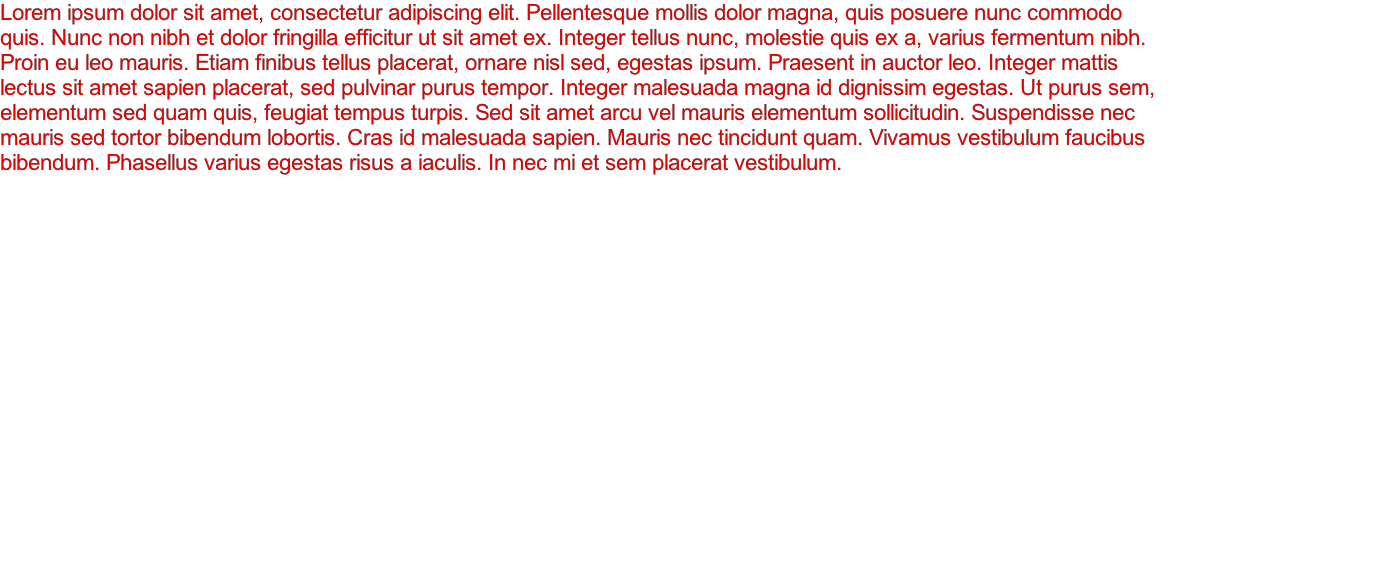 Lorem ipsum dolor sit amet, consectetur adipiscing elit. Pellentesque mollis dolor magna, quis posuere nunc commodo
quis. Nunc non nibh et dolor fringilla efficitur ut sit amet ex. Integer tellus nunc, molestie quis ex a, varius fermentum nibh.
Proin eu leo mauris. Etiam finibus tellus placerat, ornare nisl sed, egestas ipsum. Praesent in auctor leo. Integer mattis
lectus sit amet sapien placerat, sed pulvinar purus tempor. Integer malesuada magna id dignissim egestas. Ut purus sem,
elementum sed quam quis, feugiat tempus turpis. Sed sit amet arcu vel mauris elementum sollicitudin. Suspendisse nec
mauris sed tortor bibendum lobortis. Cras id malesuada sapien. Mauris nec tincidunt quam. Vivamus vestibulum faucibus
bibendum. Phasellus varius egestas risus a iaculis. In nec mi et sem placerat vestibulum.